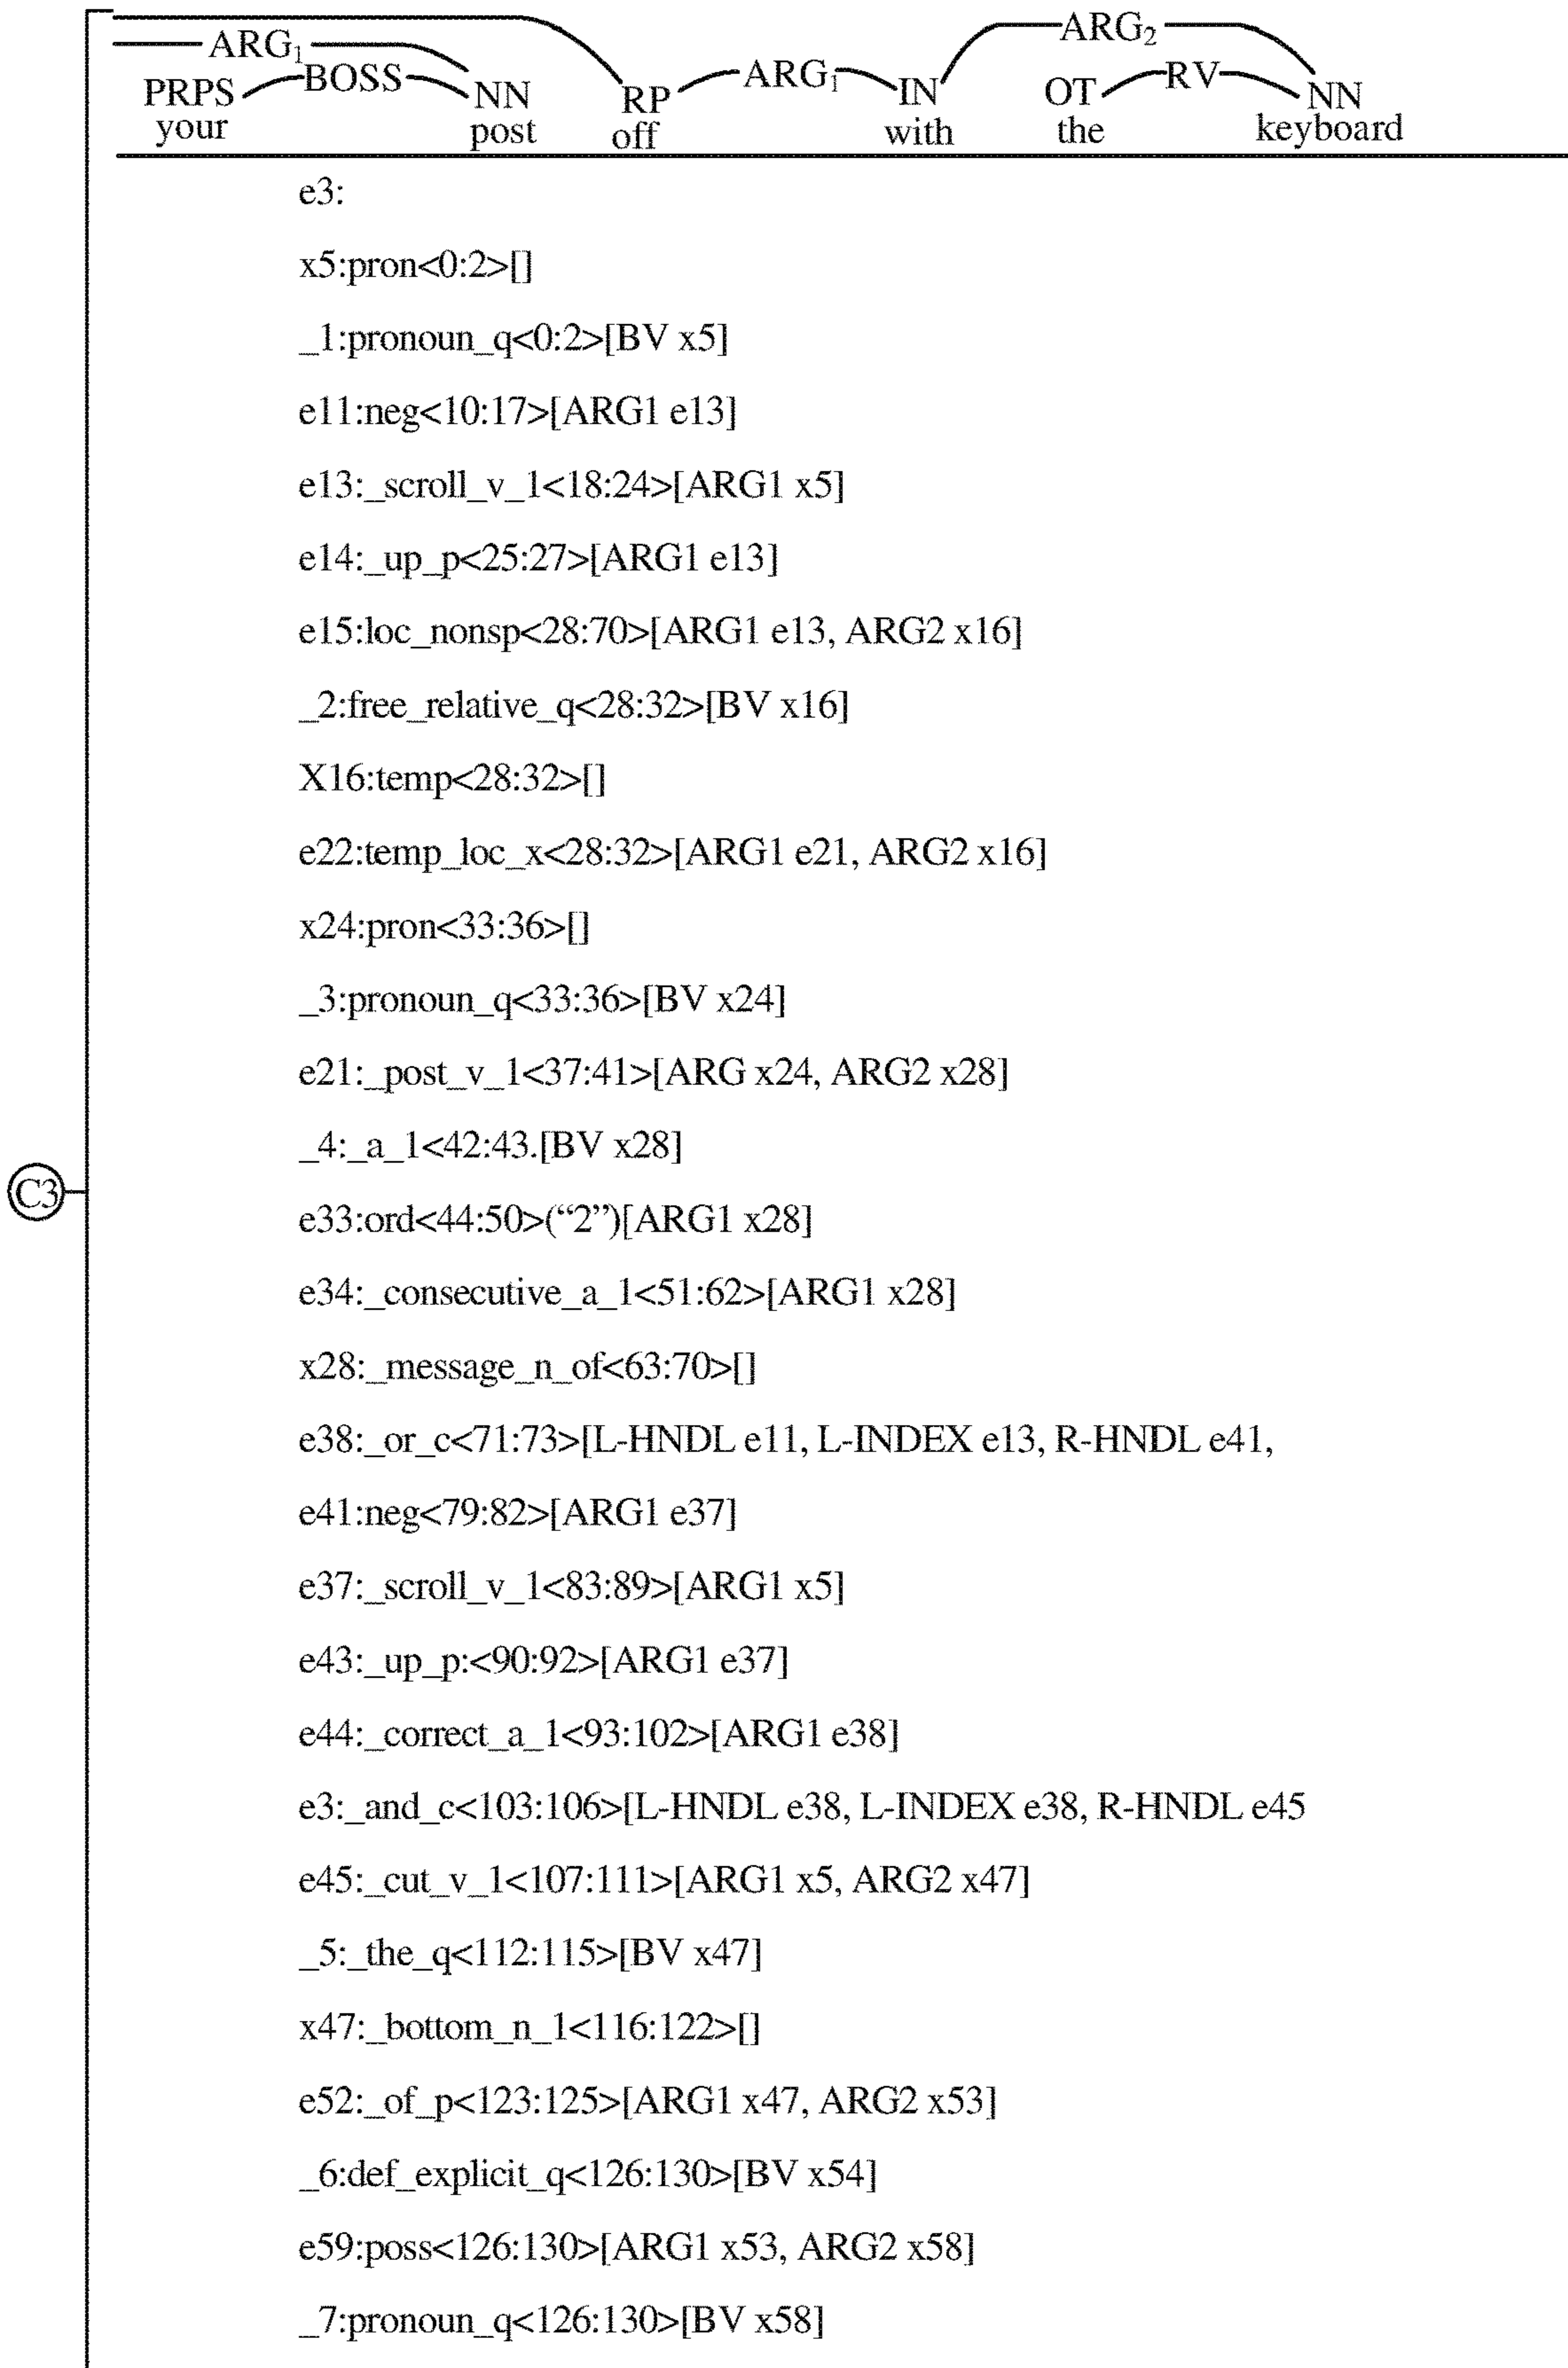 ARG1 ARG2
PRPS BOSS NN RP ARG1 IN OT RV NN
your post off with the keyboard
e3:
x5:pron<0:2>[]
_1:pronoun_q<0:2>[BV x5]
e11:neg<10:17>[ARG1 e13]
e13:_scroll_v_1<18:24>[ARG1 x5]
e14:_up_p<25:27>[ARG1 e13]
e15:loc_nonsp<28:70>[ARG1 e13, ARG2 x16]
_2:free_relative_q<28:32>[BV x16]
X16:temp<28:32>[]
e22:temp_loc_x<28:32>[ARG1 e21, ARG2 x16]
x24:pron<33:36>[]
_3:pronoun_q<33:36>[BV x24]
e21:_post_v_1<37:41>[ARG x24, ARG2 x28]
_4:_a_1<42:43.[BV x28]
C3
e33:ord<44:50>(“2”)[ARG1 x28]
e34:_consecutive_a_1<51:62>[ARG1 x28]
x28:_message_n_of<63:70>[]
e38:_or_c<71:73>[L-HNDL e11, L-INDEX e13, R-HNDL e41,
e41:neg<79:82>[ARG1 e37]
e37:_scroll_v_1<83:89>[ARG1 x5]
e43:_up_p:<90:92>[ARG1 e37]
e44:_correct_a_1<93:102>[ARG1 e38]
e3:_and_c<103:106>[L-HNDL e38, L-INDEX e38, R-HNDL e45
e45:_cut_v_1<107:111>[ARG1 x5, ARG2 x47]
_5:_the_q<112:115>[BV x47]
x47:_bottom_n_1<116:122>[]
e52:_of_p<123:125>[ARG1 x47, ARG2 x53]
_6:def_explicit_q<126:130>[BV x54]
e59:poss<126:130>[ARG1 x53, ARG2 x58]
_7:pronoun_q<126:130>[BV x58]